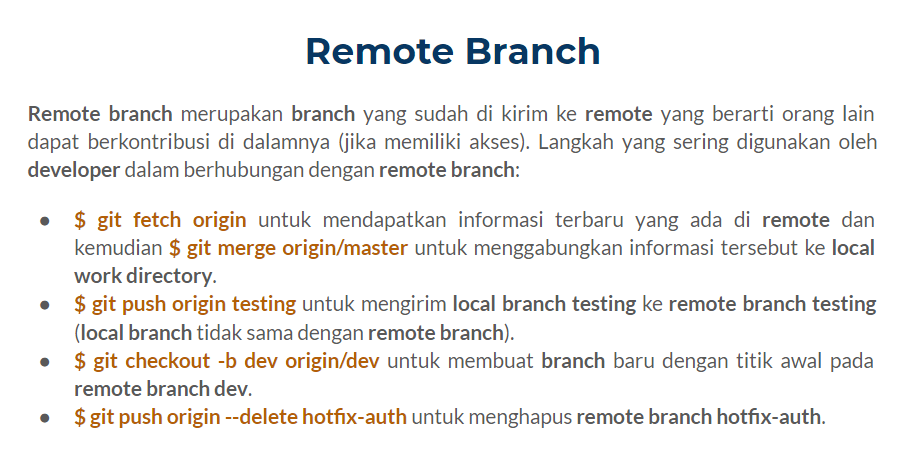 Remote Branch
Remote branch merupakan branch yang sudah di kirim ke remote yang berarti orang lain
dapat berkontribusi di dalamnya (jika memiliki akses). Langkah yang sering digunakan oleh
developer dalam berhubungan dengan remote branch:
● $ git fetch origin untuk mendapatkan informasi terbaru yang ada di remote dan
kemudian $ git merge origin/master untuk menggabungkan informasi tersebut ke local
work directory.
● $ git push origin testing untuk mengirim local branch testing ke remote branch testing
(local branch tidak sama dengan remote branch).
● $ git checkout -b dev origin/dev untuk membuat branch baru dengan titik awal pada
remote branch dev.
● $ git push origin --delete hotfix-auth untuk menghapus remote branch hotfix-auth.